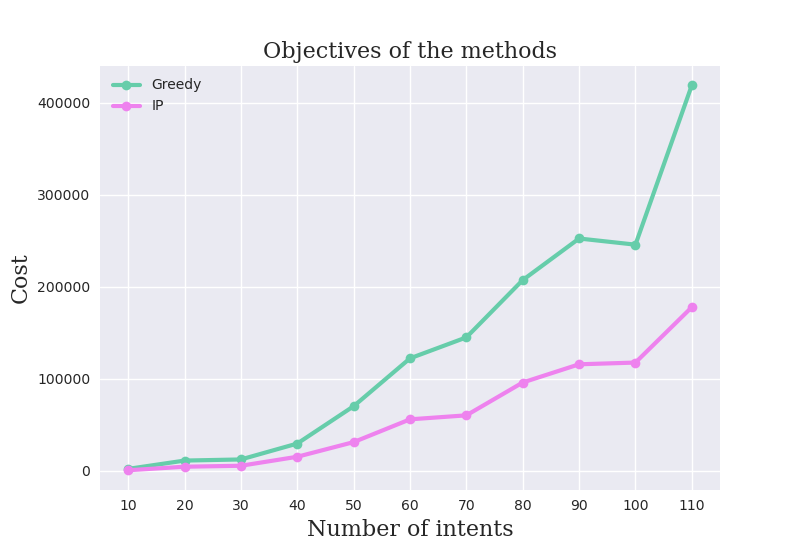 Objectives of the methods
Greedy
IP
400000
300000
200000
100000
0
Cost
10 20 30 40 50 60 70 80 90 100 110
Number of intents